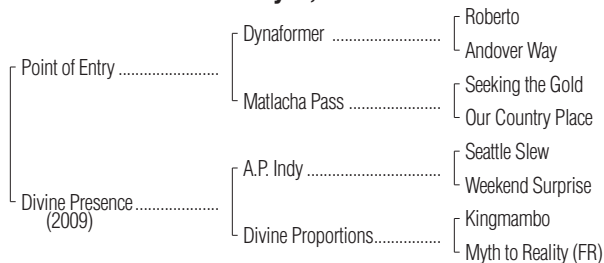 Roberto
Dynaformer ......................
Andover Way
Point of Entry ....................
Seeking the Gold
Matlacha Pass ...................
Our Country Place
Seattle Slew
A.P. Indy ...........................
Weekend Surprise
Divine Presence .................
(2009)
Kingmambo
Divine Proportions..............
Myth to Reality (FR)